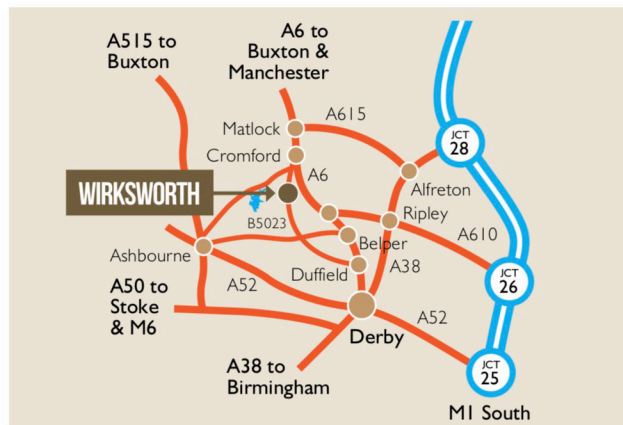 A515 to
Buxton
A6 to
Buxton &
Manchester
A615
Matlock
Cromford
JCT
28
A6
Alfreton
WIRKSWORTH
B5023
Ripley
A610
Belper
Ashbourne
Duffield
A38
JCT
26
A50 to
Stoke
& M6
A52
Derby
A52
A38 to
Birmingham
JCT
25
M1 South